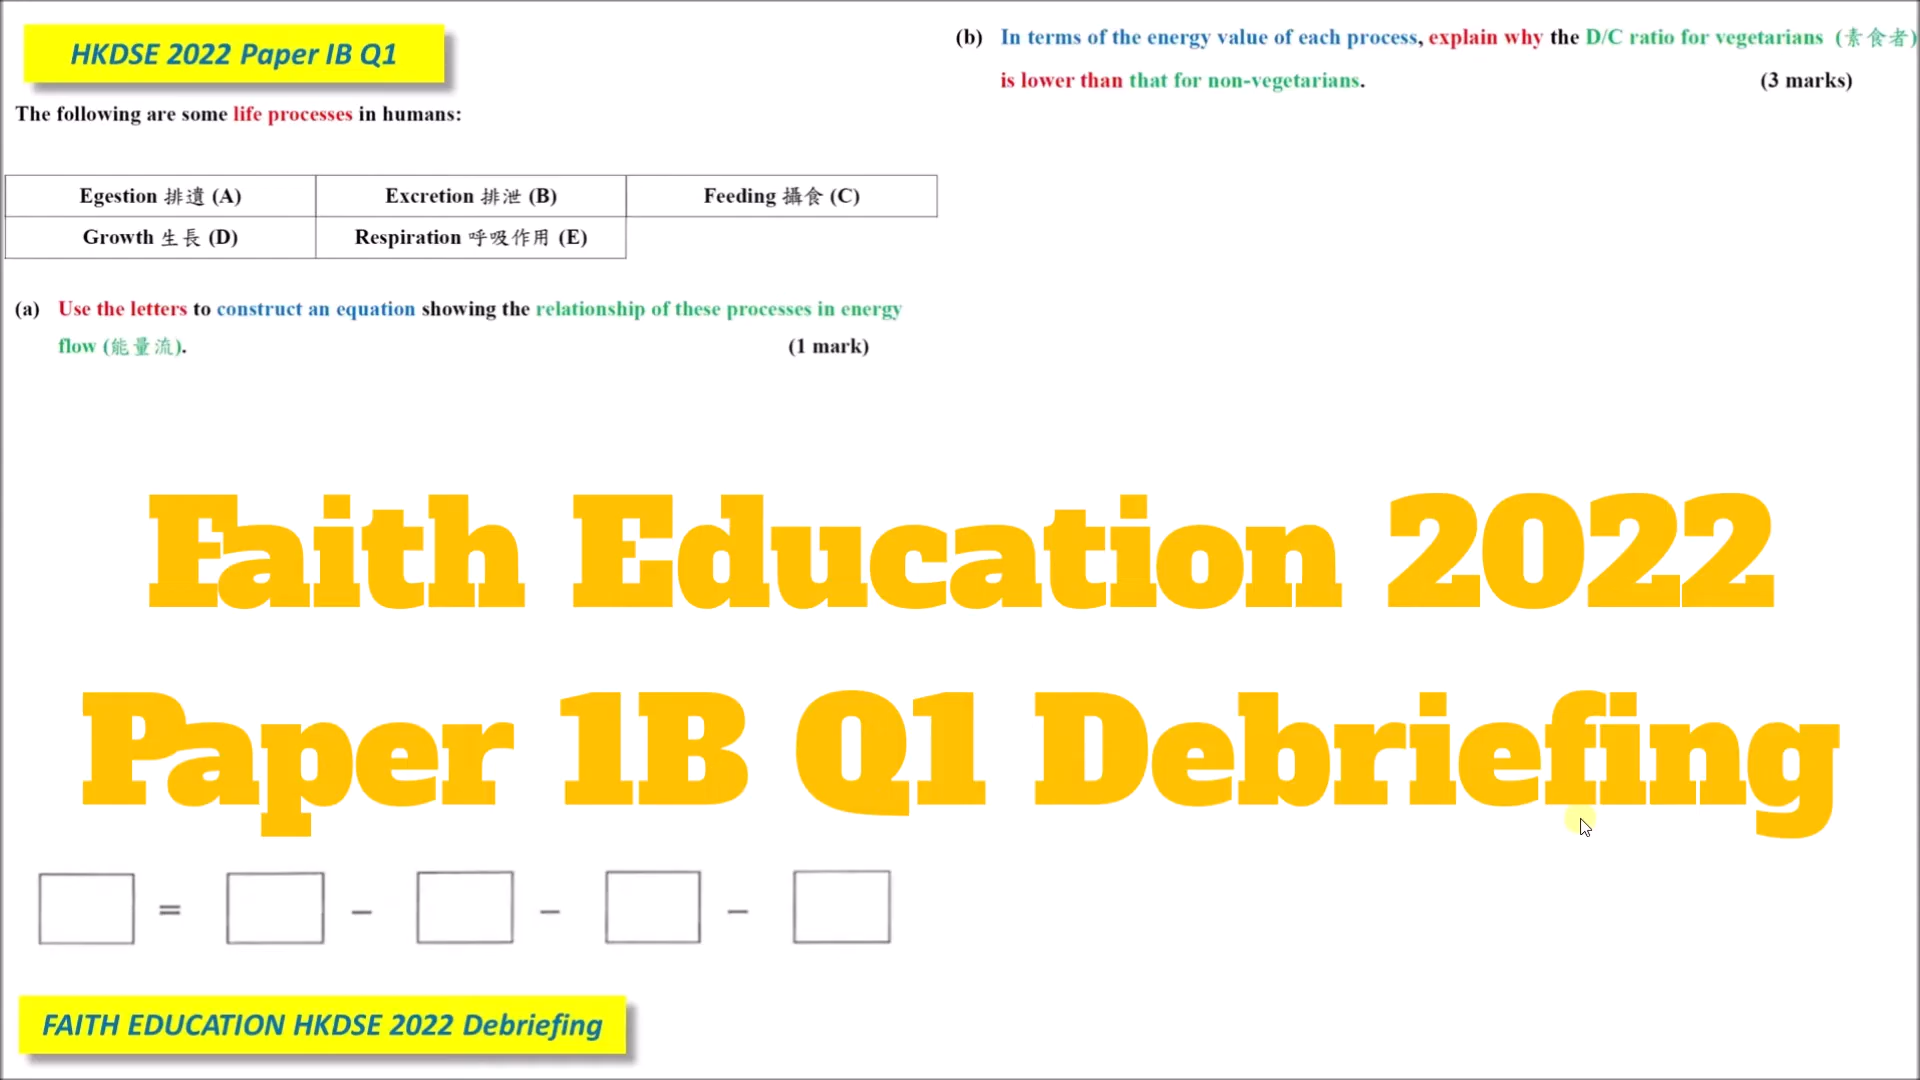 HKDSE 2022 Paper IB Q1
The following are some life processes in humans:
Egestion 排遺 (A)
Excretion 排泄 (B)
Feeding 攝食 (C)
Growth 生長 (D)
Respiration 呼吸作用 (E)
(a) Use the letters to construct an equation showing the relationship of these processes in energy
flow (能量流). (1 mark)
= – – –
(b) In terms of the energy value of each process, explain why the D/C ratio for vegetarians (素食者)
is lower than that for non-vegetarians. (3 marks)
Faith Education 2022
Paper 1B Q1 Debriefing
FAITH EDUCATION HKDSE 2022 Debriefing